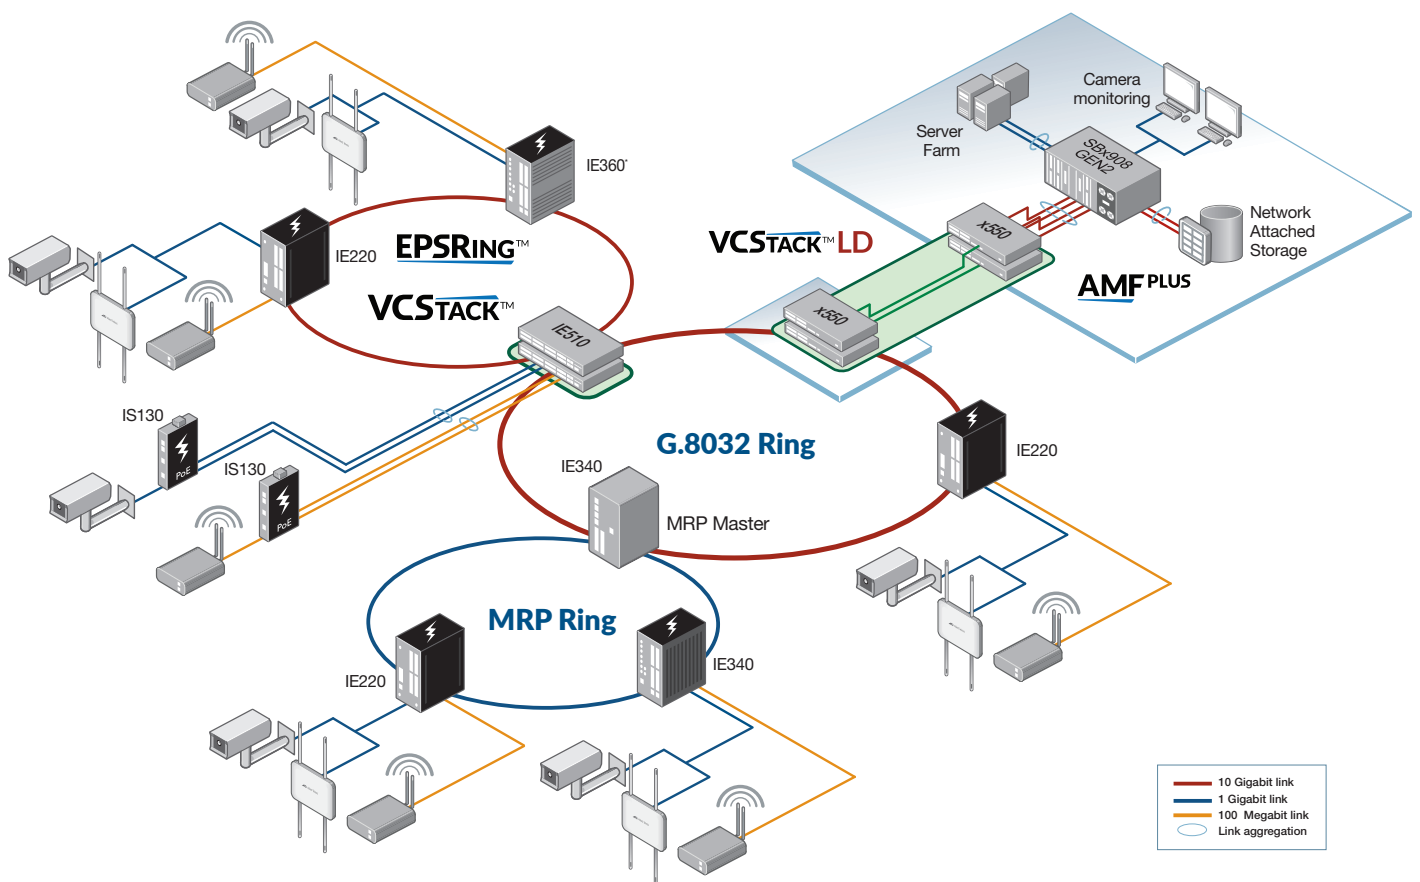 Camera
monitoring
Server
Farm
SBx908
GEN2
IE360*
Network
Attached
Storage
x550
IE220
EPSRING™
VCSTACK™ LD
AMF PLUS
VCSTACK™
x550
IE510
IS130
PoE
IS130
PoE
G.8032 Ring
IE220
IE340
MRP Master
MRP Ring
IE220
IE340
10 Gigabit link
1 Gigabit link
100 Megabit link
Link aggregation